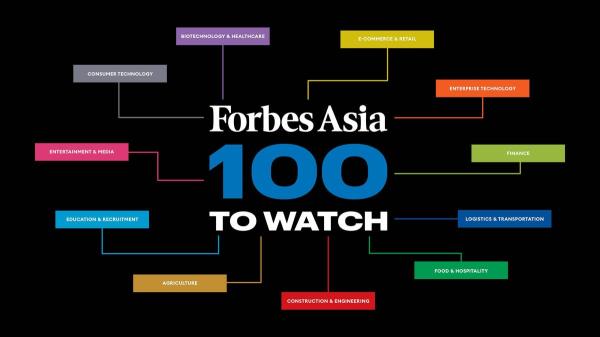 BIOTECHNOLOGY & HEALTHCARE
E-COMMERCE & RETAIL
CONSUMER TECHNOLOGY
ENTERPRISE TECHNOLOGY
Forbes Asia
100
TO WATCH
ENTERTAINMENT & MEDIA
FINANCE
EDUCATION & RECRUITMENT
LOGISTICS & TRANSPORTATION
AGRICULTURE
FOOD & HOSPITALITY
CONSTRUCTION & ENGINEERING